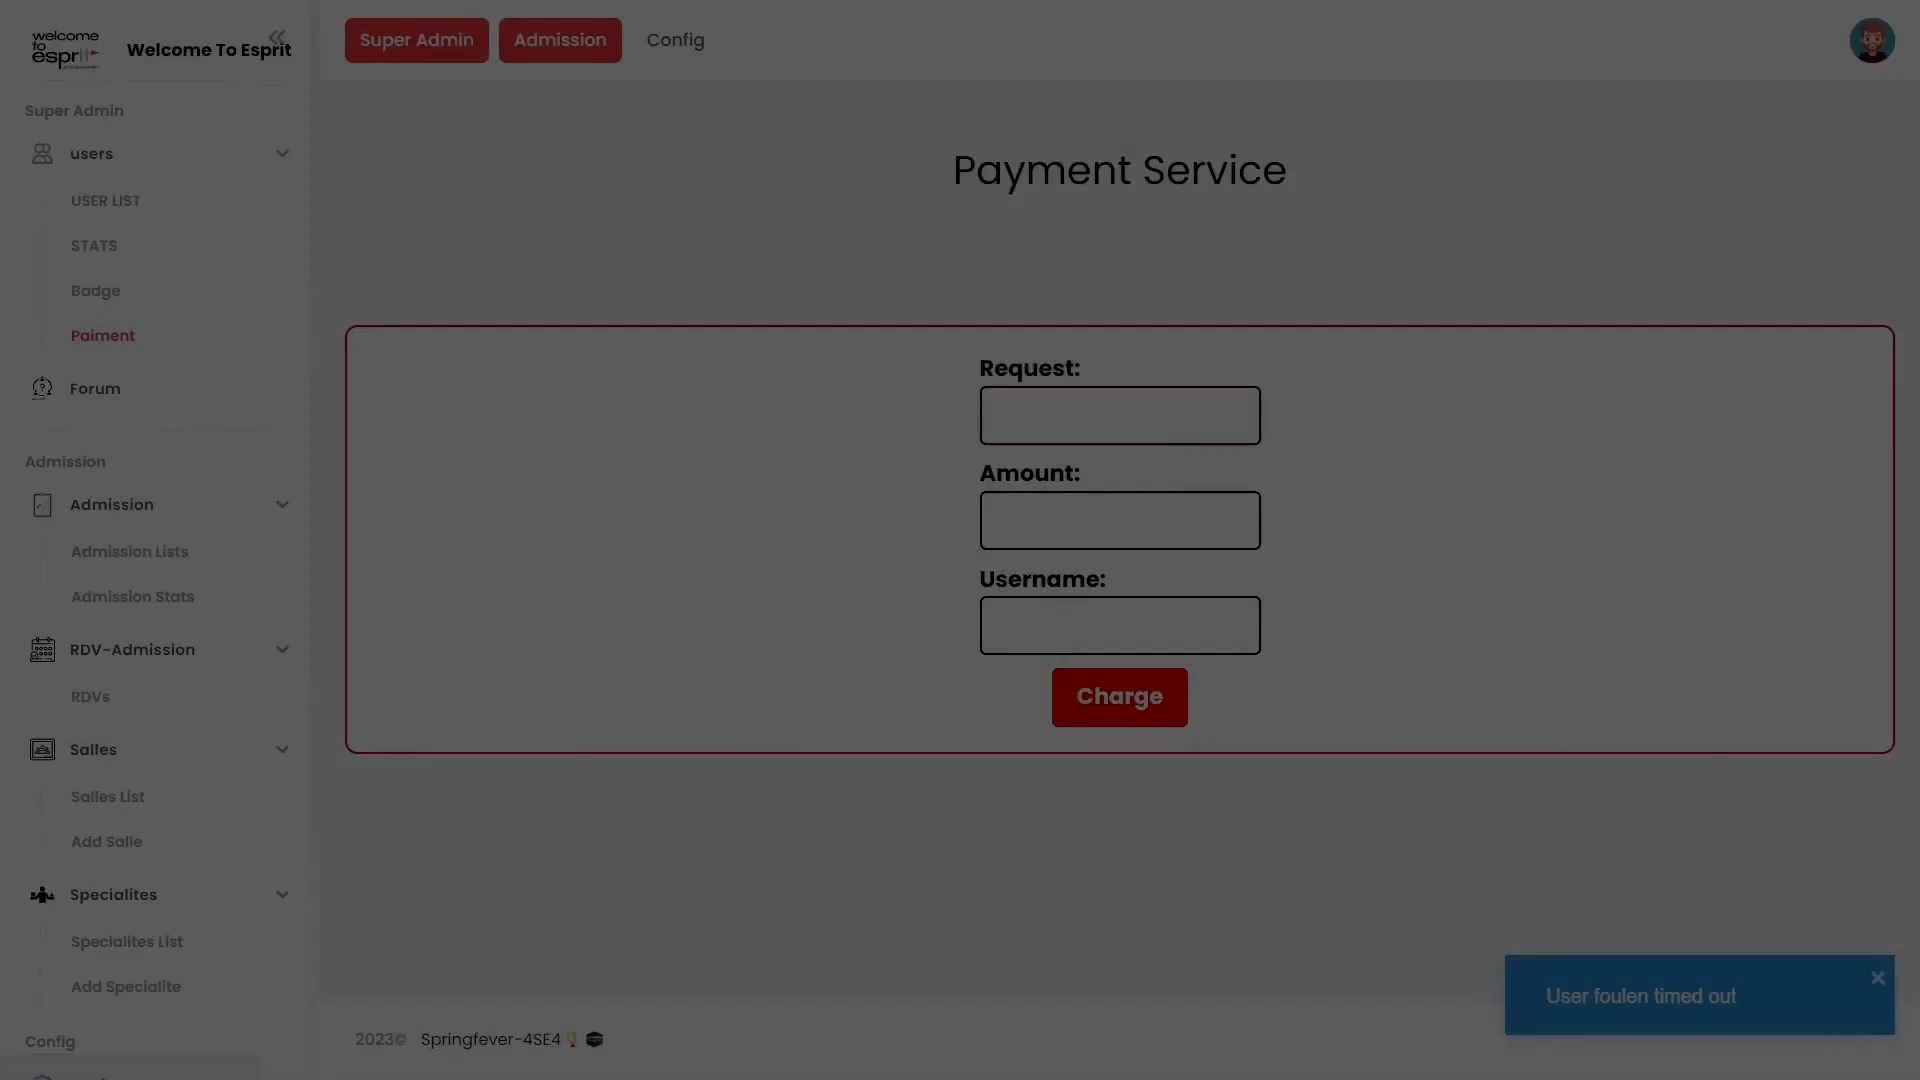 welcome
to
esprit
Welcome To Esprit
Super Admin
Admission
Config
Super Admin
users
USER LIST
STATS
Badge
Paiment
Forum
Admission
Admission
Admission Lists
Admission Stats
RDV-Admission
RDVs
Salles
Salles List
Add Salle
Specialites
Specialites List
Add Specialite
Config
Payment Service
Request:
Amount:
Username:
Charge
User foulen timed out
2023© Springfever-4SE4